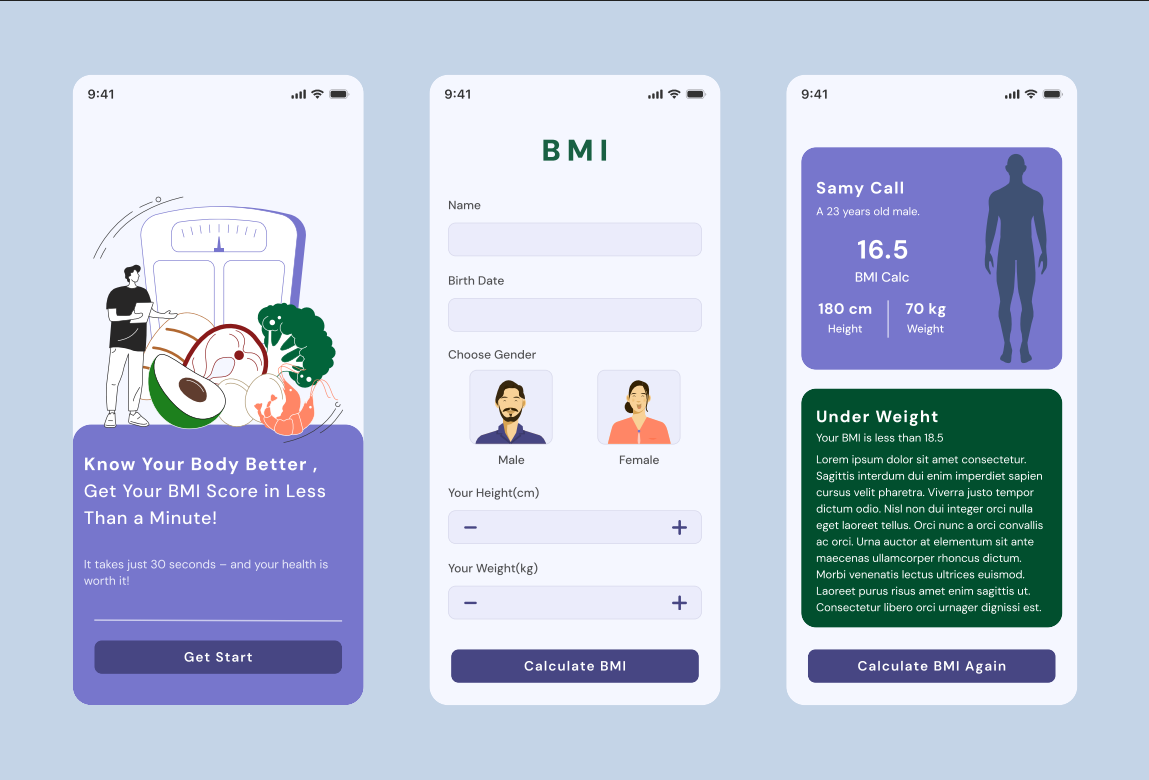 9:41
Know Your Body Better ,
Get Your BMI Score in Less
Than a Minute!
It takes just 30 seconds – and your health is
worth it!
Get Start
9:41
BMI
Name
Birth Date
Choose Gender
Male
Female
Your Height(cm)
Your Weight(kg)
Calculate BMI
9:41
Samy Call
A 23 years old male.
16.5
BMI Calc
180 cm
Height
70 kg
Weight
Under Weight
Your BMI is less than 18.5
Lorem ipsum dolor sit amet consectetur.
Sagittis interdum dui enim imperdiet sapien
cursus velit pharetra. Viverra justo tempor
dictum odio. Nisl non dui integer orci nulla
eget laoreet tellus. Orci nunc a orci convallis
ac orci. Urna auctor at elementum sit ante
maecenas ullamcorper rhoncus dictum.
Morbi venenatis lectus ultrices euismod.
Laoreet purus risus amet enim sagittis ut.
Consectetur libero orci urnager dignissi est.
Calculate BMI Again